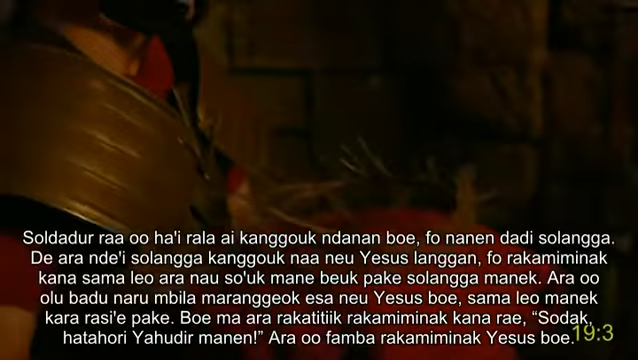 Soldadur raa oo ha'i rala ai kanggouk ndanan boe, fo nanen dadi solangga.
De ara nde'i solangga kanggouk naa neu Yesus langgan, fo rakamiminak
kana sama leo ara nau so'uk mane beuk pake solangga manek. Ara oo
olu badu naru mbila maranggeok esa neu Yesus boe, sama leo manek
kara rasi'e pake. Boe ma ara rakatitiik rakamiminak kana rae, “Sodak,
hatahori Yahudir manen!” Ara oo famba rakamiminak Yesus boe.
19:3